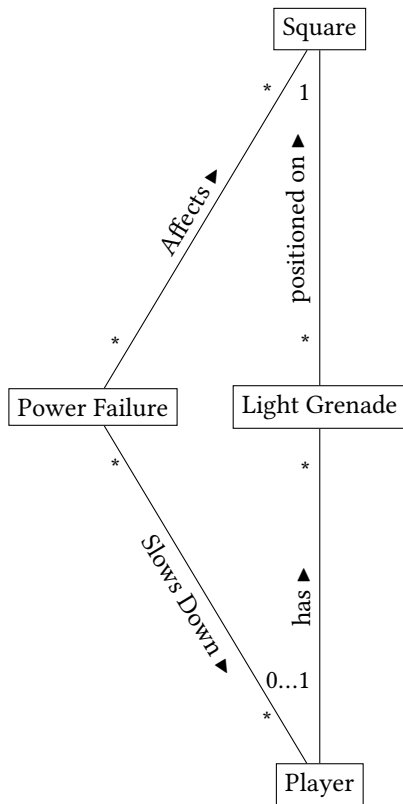 Square
*
1
Affects ▶
positioned on ▶
*
*
Power Failure
Light Grenade
*
*
Slows Down ▶
has ▶
0…1
*
Player